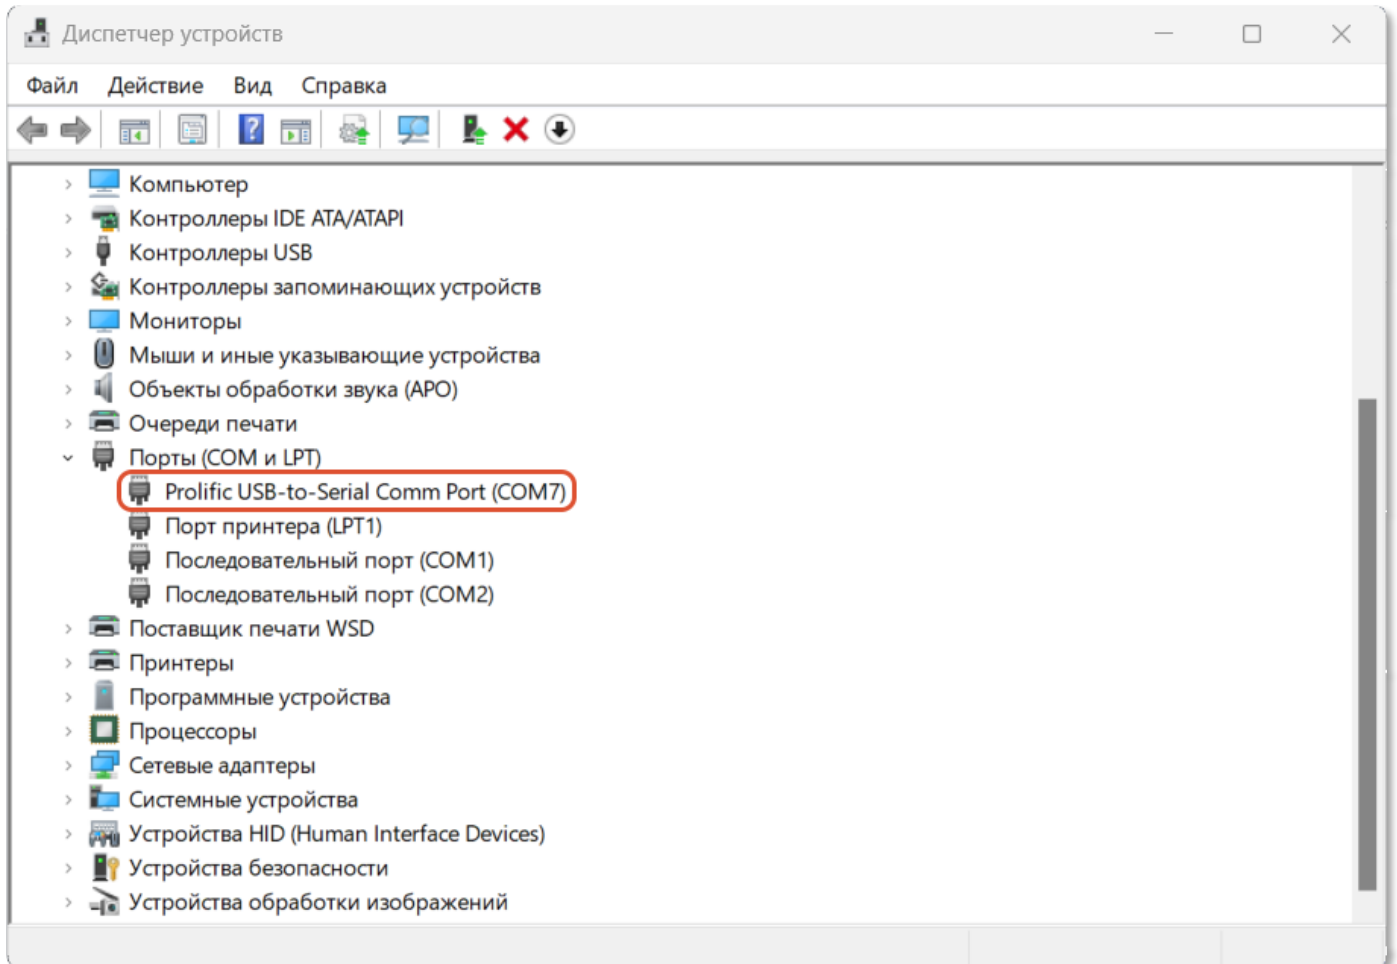 Диспетчер устройств
Файл Действие Вид Справка
Компьютер
Контроллеры IDE ATA/ATAPI
Контроллеры USB
Контроллеры запоминающих устройств
Мониторы
Мыши и иные указывающие устройства
Объекты обработки звука (APO)
Очереди печати
Порты (COM и LPT)
Prolific USB-to-Serial Comm Port (COM7)
Порт принтера (LPT1)
Последовательный порт (COM1)
Последовательный порт (COM2)
Поставщик печати WSD
Принтеры
Программные устройства
Процессоры
Сетевые адаптеры
Системные устройства
Устройства HID (Human Interface Devices)
Устройства безопасности
Устройства обработки изображений